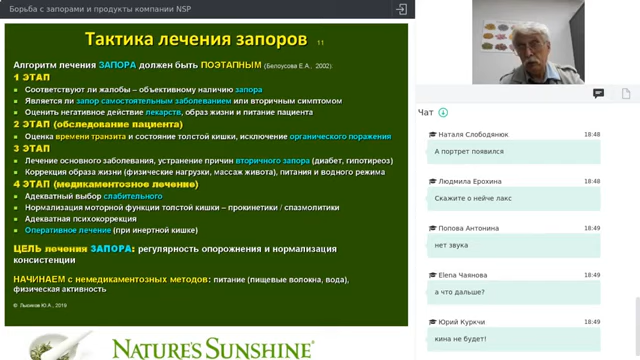 Борьба с запорами и продукты компании NSP
Тактика лечения запоров 11
Алгоритм лечения ЗАПОРА должен быть ПОЭТАПНЫМ (Белоусова Е.А., 2002):
1 ЭТАП
Соответствуют ли жалобы – объективному наличию запора
Является ли запор самостоятельным заболеванием или вторичным симптомом
Оценить негативное действие лекарств, образ жизни и питание пациента
2 ЭТАП (обследование пациента)
Оценка времени транзита и состояние толстой кишки, исключение органического поражения
3 ЭТАП
Лечение основного заболевания, устранение причин вторичного запора (диабет, гипотиреоз)
Коррекция образа жизни (физические нагрузки, массаж живота), питания и водного режима
4 ЭТАП (медикаментозное лечение)
Адекватный выбор слабительного
Нормализация моторной функции толстой кишки – прокинетики / спазмолитики
Адекватная психокоррекция
Оперативное лечение (при инертной кишке)
ЦЕЛЬ лечения ЗАПОРА: регулярность опорожнения и нормализация
консистенции
НАЧИНАЕМ с немедикаментозных методов: питание (пищевые волокна, вода),
физическая активность
© Лысиков Ю.А., 2019
NATURE'S SUNSHINE
Чат
Наталя Слободянюк 18:48
А портрет появился
Людмила Ерохина 18:48
Скажите о нейче лакс
Попова Антонина 18:49
нет звука
Elena Чаянова 18:49
а что дальше?
Юрий Куркчи 18:49
кина не будет!